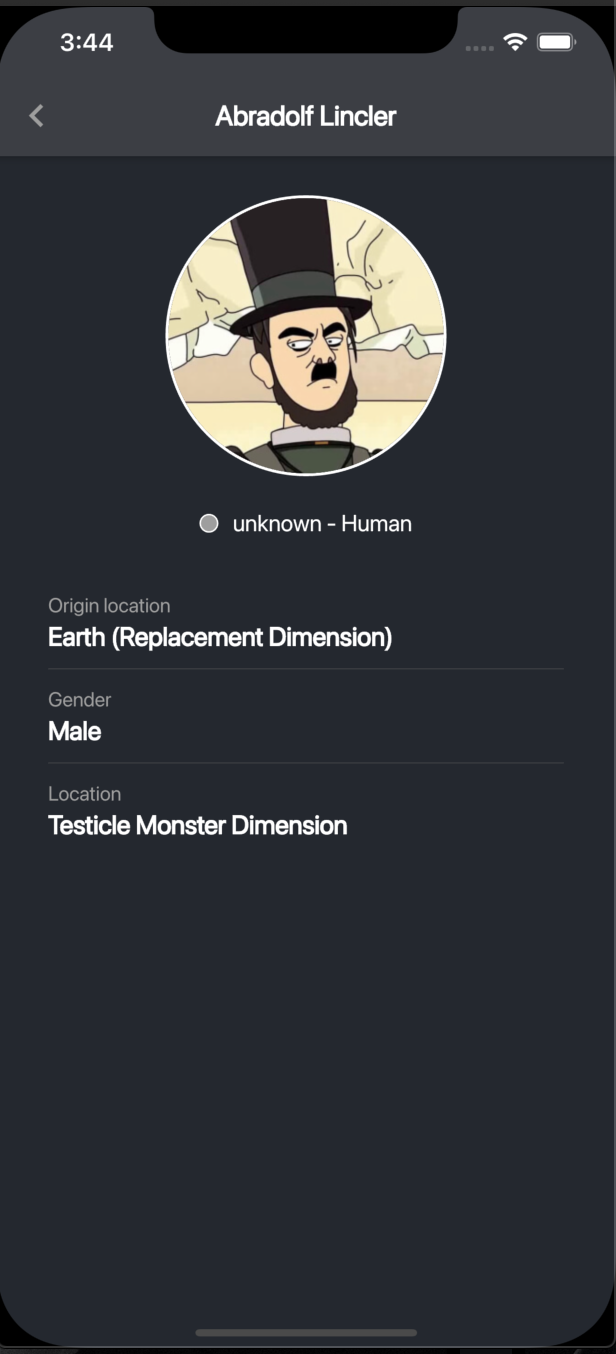 3:44
Abradolf Lincler
unknown - Human
Origin location
Earth (Replacement Dimension)
Gender
Male
Location
Testicle Monster Dimension